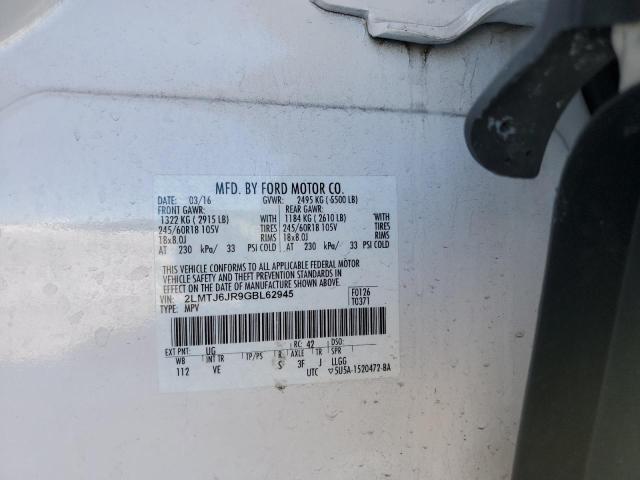 MFD. BY FORD MOTOR CO.
DATE: 03/16 GVWR: 2495 KG ( 5500 LB)
FRONT GAWR: REAR GAWR:
1322 KG ( 2915 LB) WITH 1184 KG ( 2610 LB) WITH
245/60R18 105V TIRES 245/60R18 105V TIRES
18x8.0J RIMS 18x8.0J RIMS
AT 230 kPa/ 33 PSI COLD AT 230 kPa/ 33 PSI COLD
THIS VEHICLE CONFORMS TO ALL APPLICABLE FEDERAL MOTOR
VEHICLE SAFETY AND THEFT PREVENTION STANDARDS IN
EFFECT ON THE DATE OF MANUFACTURE SHOWN ABOVE.
VIN: 2LMTJ6JR9GBL62945 F0126
TYPE: MPV T0371
EXT PNT: UG RC: 42 DSO:
WB INT TR TP/PS R AXLE TR SPR
112 VE S 3F J LLGG
UTC 5U5A-1520472-BA